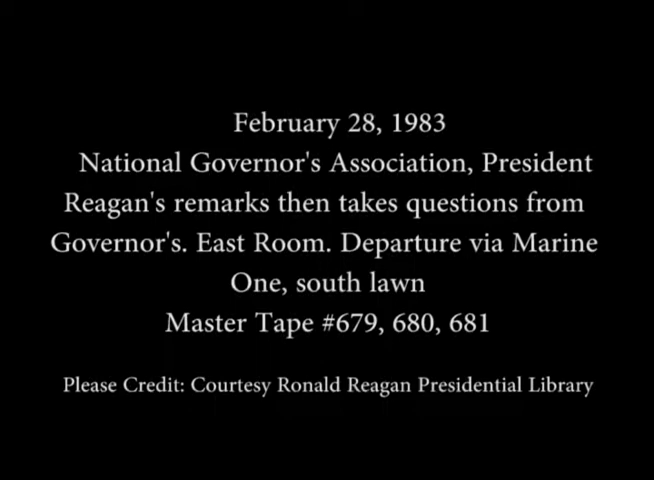 February 28, 1983
National Governor's Association, President
Reagan's remarks then takes questions from
Governor's. East Room. Departure via Marine
One, south lawn
Master Tape #679, 680, 681
Please Credit: Courtesy Ronald Reagan Presidential Library